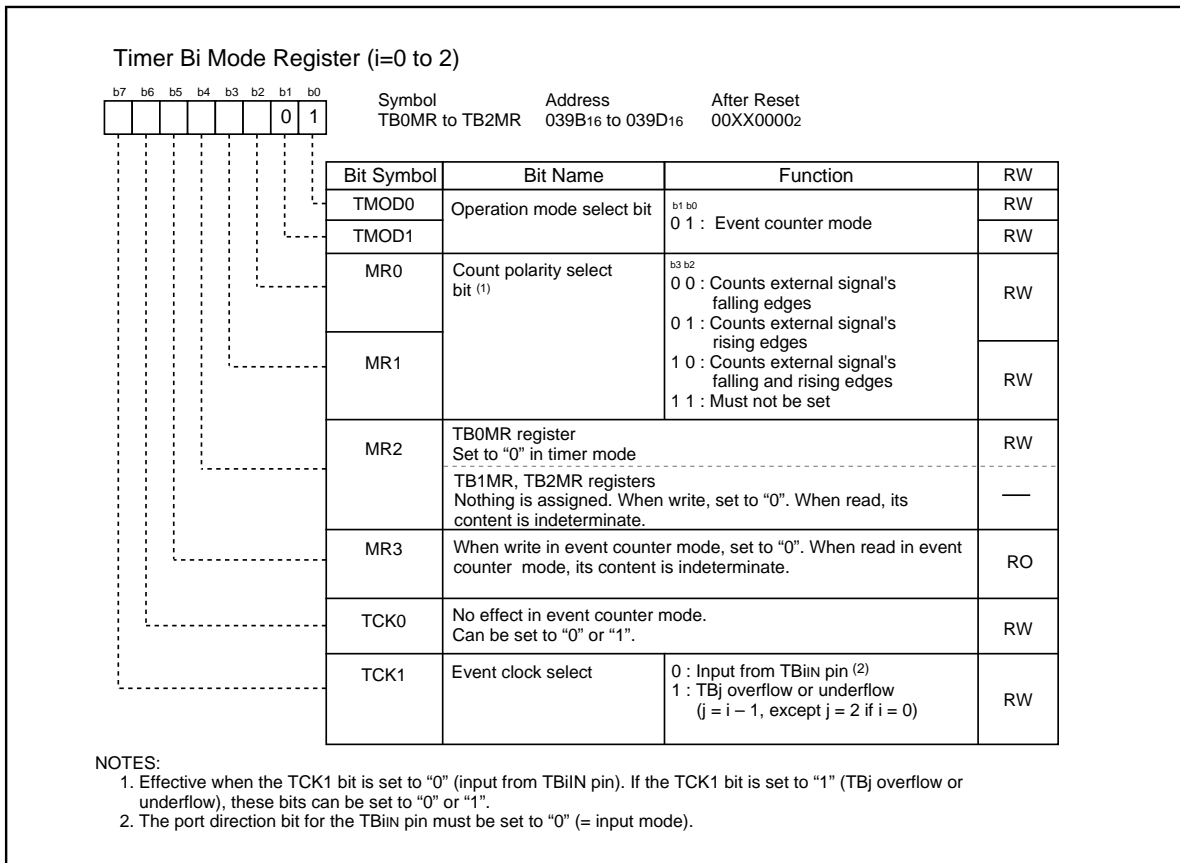 Timer Bi Mode Register (i=0 to 2)
b7 b6 b5 b4 b3 b2 b1 b0
0 1
Symbol Address After Reset
TB0MR to TB2MR 039B16 to 039D16 00XX00002
Bit Symbol Bit Name Function RW
TMOD0 Operation mode select bit b1 b0 RW
0 1 : Event counter mode
TMOD1 RW
MR0 Count polarity select b3 b2
bit (1) 0 0 : Counts external signal's RW
falling edges
0 1 : Counts external signal's
rising edges
MR1 1 0 : Counts external signal's
falling and rising edges RW
1 1 : Must not be set
MR2 TB0MR register RW
Set to “0” in timer mode
TB1MR, TB2MR registers
Nothing is assigned. When write, set to “0”. When read, its —
content is indeterminate.
MR3 When write in event counter mode, set to “0”. When read in event
counter mode, its content is indeterminate. RO
TCK0 No effect in event counter mode.
Can be set to “0” or “1”. RW
TCK1 Event clock select 0 : Input from TBiIN pin (2)
1 : TBj overflow or underflow
(j = i – 1, except j = 2 if i = 0) RW
NOTES:
1. Effective when the TCK1 bit is set to “0” (input from TBiIN pin). If the TCK1 bit is set to “1” (TBj overflow or
underflow), these bits can be set to “0” or “1”.
2. The port direction bit for the TBiIN pin must be set to “0” (= input mode).